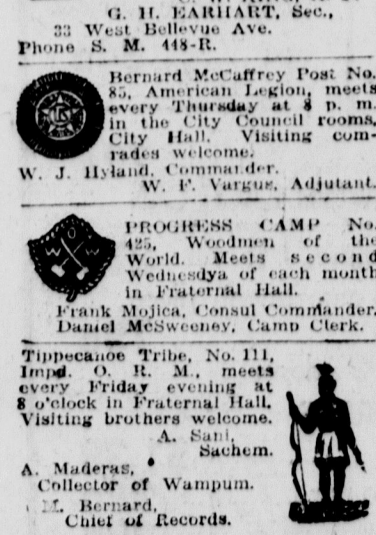 G. H. EARHART, Sec.,
33 West Bellevue Ave.
Phone S. M. 448-R.
Bernard McCaffrey Post No.
85, American Legion, meets
every Thursday at 8 p. m.
in the City Council rooms,
City Hall. Visiting com-
rades welcome.
W. J. Hyland, Commander.
W. F. Vargus, Adjutant.
PROGRESS CAMP No.
425, Woodmen of the
World. Meets second
Wednesdya of each month
in Fraternal Hall.
Frank Mojica, Consul Commander.
Daniel McSweeney, Camp Clerk.
Tippecanoe Tribe, No. 111,
Impd. O. R. M., meets
every Friday evening at
8 o'clock in Fraternal Hall.
Visiting brothers welcome.
A. Sani,
Sachem.
A. Maderas,
Collector of Wampum.
M. Bernard,
Chief of Records.